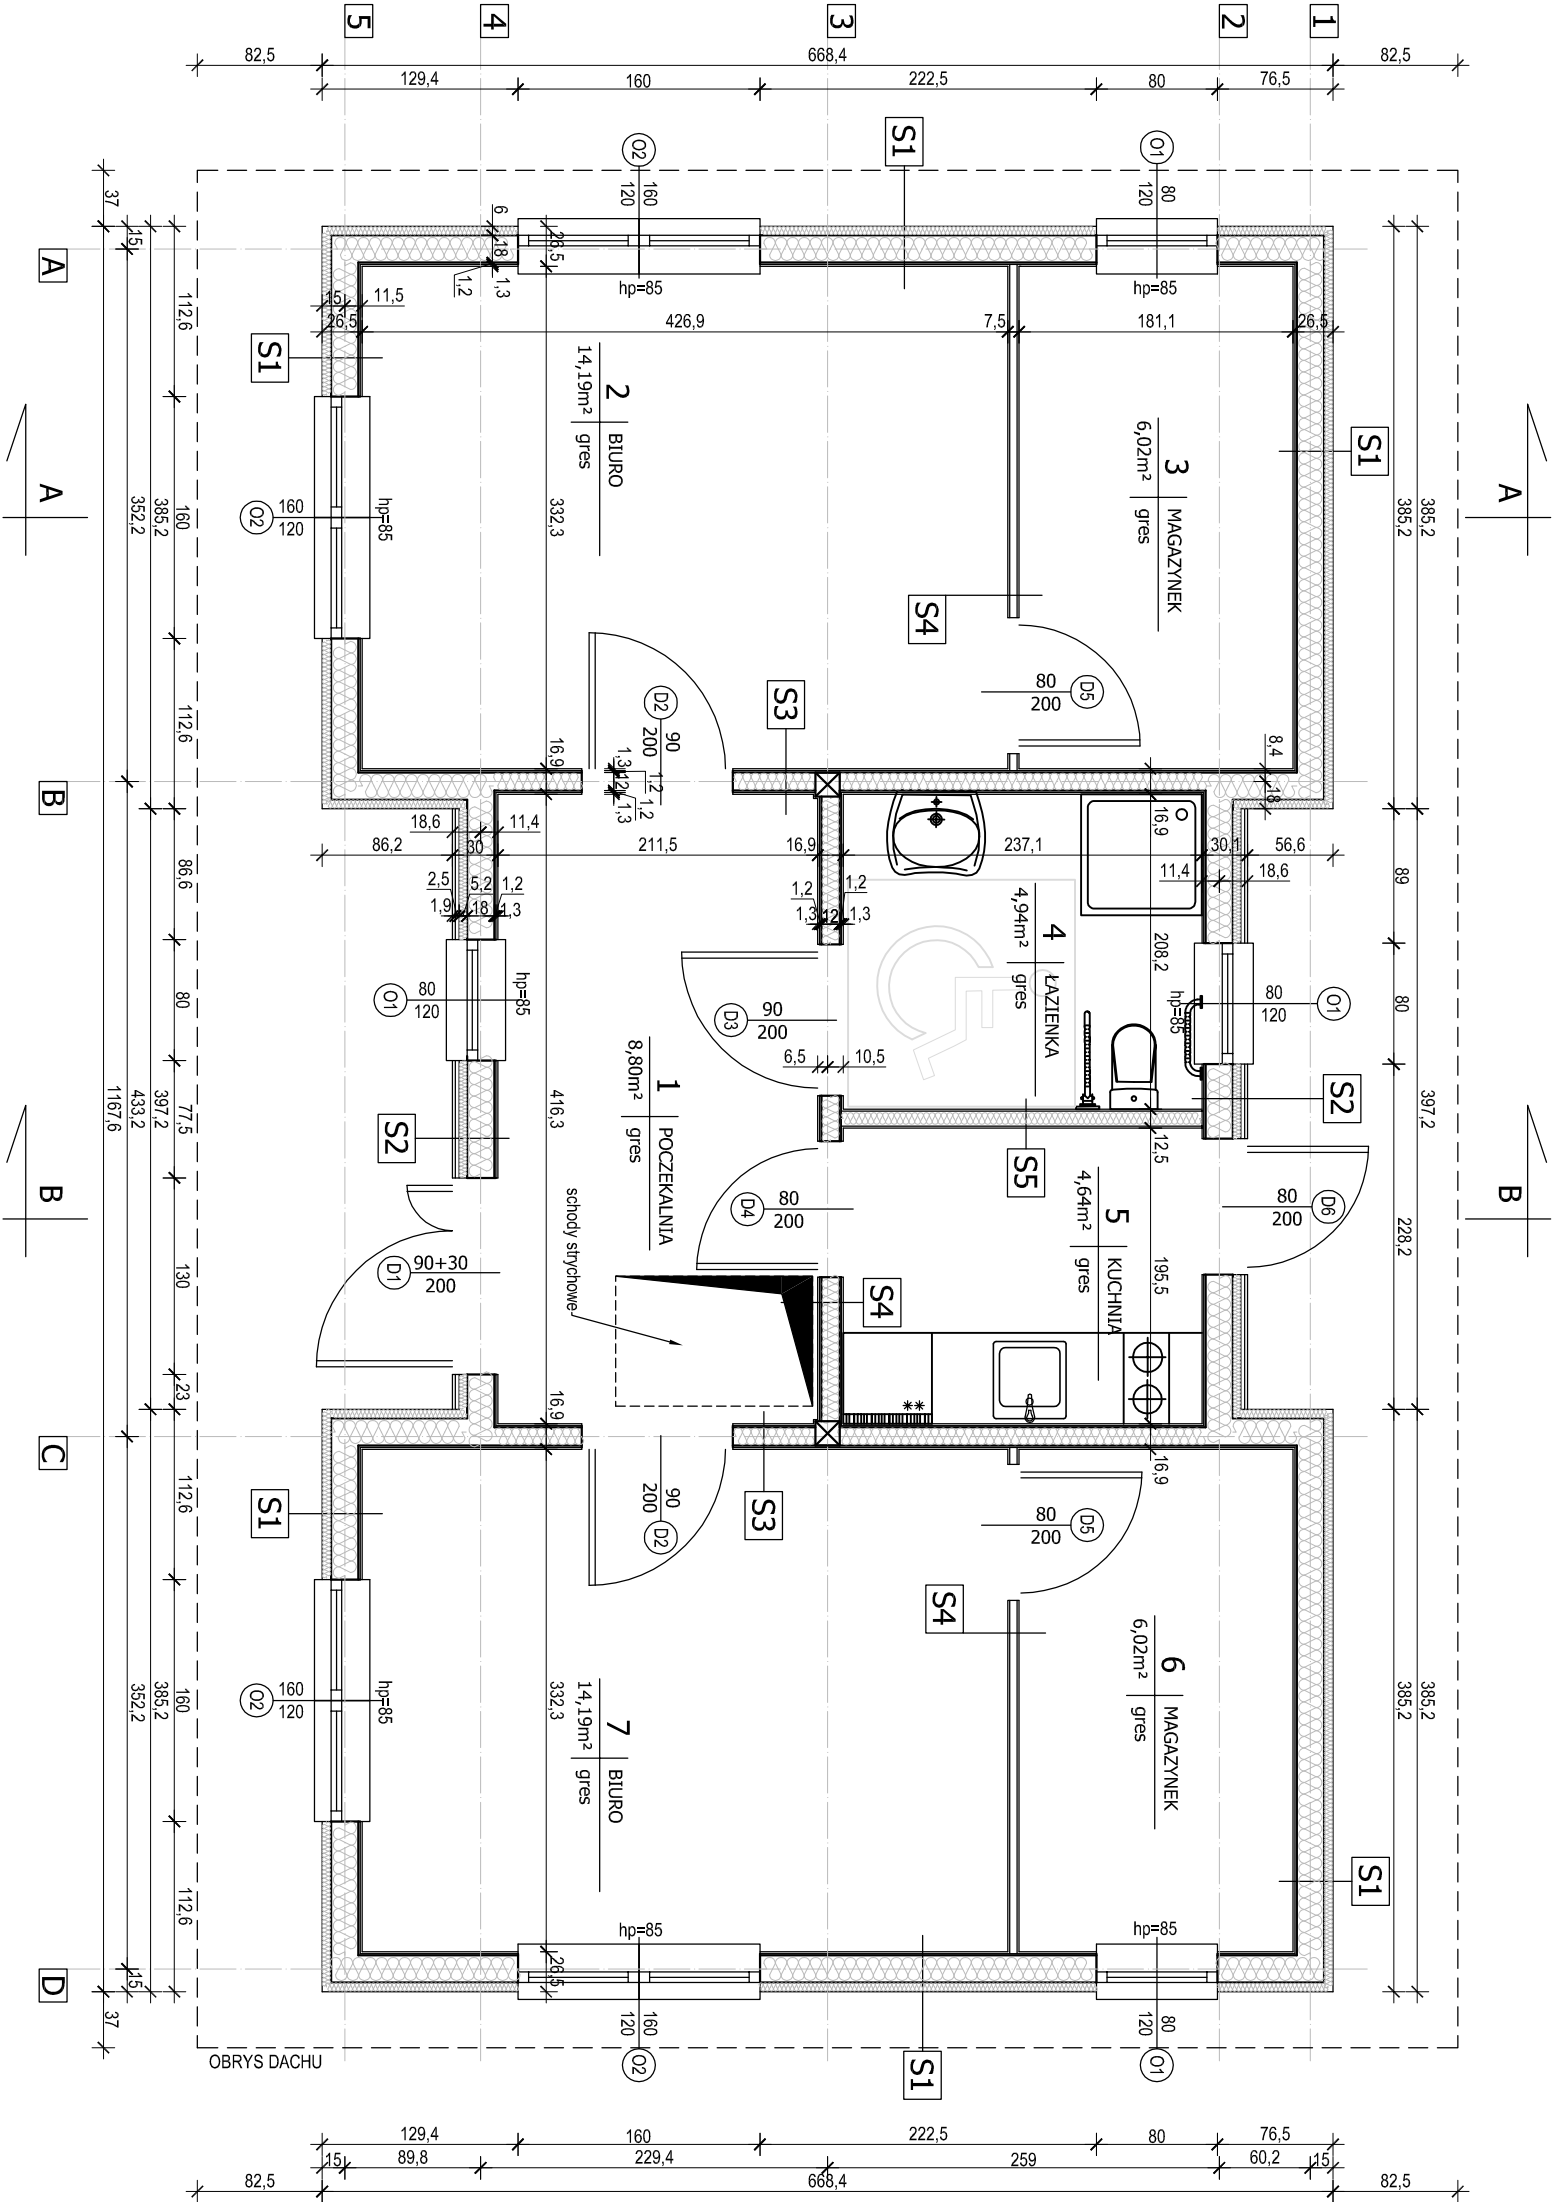 5
4
3
2
1
82,5
668,4
82,5
129,4
160
222,5
80
76,5
S1
O2
160
120
O1
80
120
37
15
6
18
26,5
1,3
1,2
hp=85
hp=85
A
15
11,5
26,5
426,9
7,5
181,1
26,5
112,6
S1
2
BIURO
14,19m²
gres
3
MAGAZYNEK
6,02m²
gres
S1
385,2
385,2
A
A
352,2
385,2
160
O2
160
120
hp=85
332,3
S4
80
200
D5
S3
D2
90
200
112,6
16,9
1,3
12
1,3
1,2
1,2
8,4
18
B
18,6
11,4
16,9
86,2
30
211,5
16,9
237,1
30,1
56,6
11,4
18,6
86,6
89
2,5
5,2
1,2
1,9
18
1,3
1,2
1,2
1,3
12
1,3
4
ŁAZIENKA
4,94m²
gres
208,2
O1
80
120
hp=85
80
90
200
D3
hp=85
80
120
O1
80
6,5
10,5
1
POCZEKALNIA
8,80m²
gres
416,3
1167,6
433,2
397,2
77,5
397,2
S2
S2
12,5
S5
B
B
80
200
D4
5
KUCHNIA
4,64m²
gres
195,5
80
200
D6
228,2
schody strychowe
D1
90+30
200
130
S4
**
23
16,9
16,9
C
112,6
S1
90
200
D2
S3
80
200
D5
S4
352,2
385,2
160
O2
160
120
hp=85
332,3
7
BIURO
14,19m²
gres
6
MAGAZYNEK
6,02m²
gres
385,2
385,2
S1
112,6
hp=85
hp=85
26,5
15
D
37
160
120
O2
80
120
O1
S1
OBRYS DACHU
129,4
160
222,5
80
76,5
15
89,8
229,4
259
60,2
15
82,5
668,4
82,5